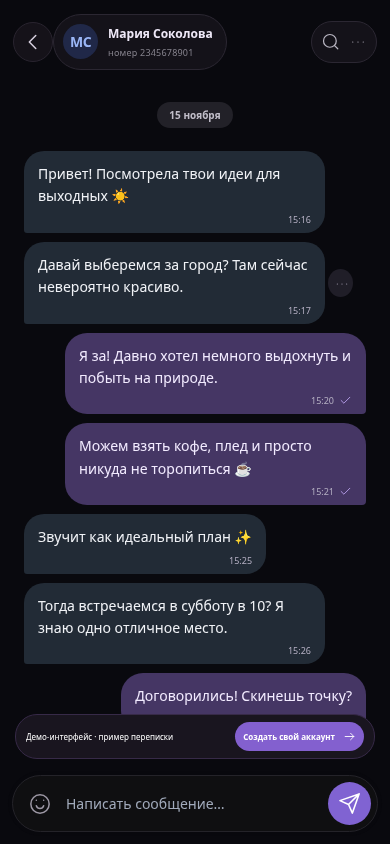 МС
Мария Соколова
номер 2345678901
15 ноября
Привет! Посмотрела твои идеи для
выходных ☀️
15:16
Давай выберемся за город? Там сейчас
невероятно красиво.
15:17
Я за! Давно хотел немного выдохнуть и
побыть на природе.
15:20
Можем взять кофе, плед и просто
никуда не торопиться ☕
15:21
Звучит как идеальный план ✨
15:25
Тогда встречаемся в субботу в 10? Я
знаю одно отличное место.
15:26
Договорились! Скинешь точку?
Демо-интерфейс · пример переписки
Создать свой аккаунт →
Написать сообщение...